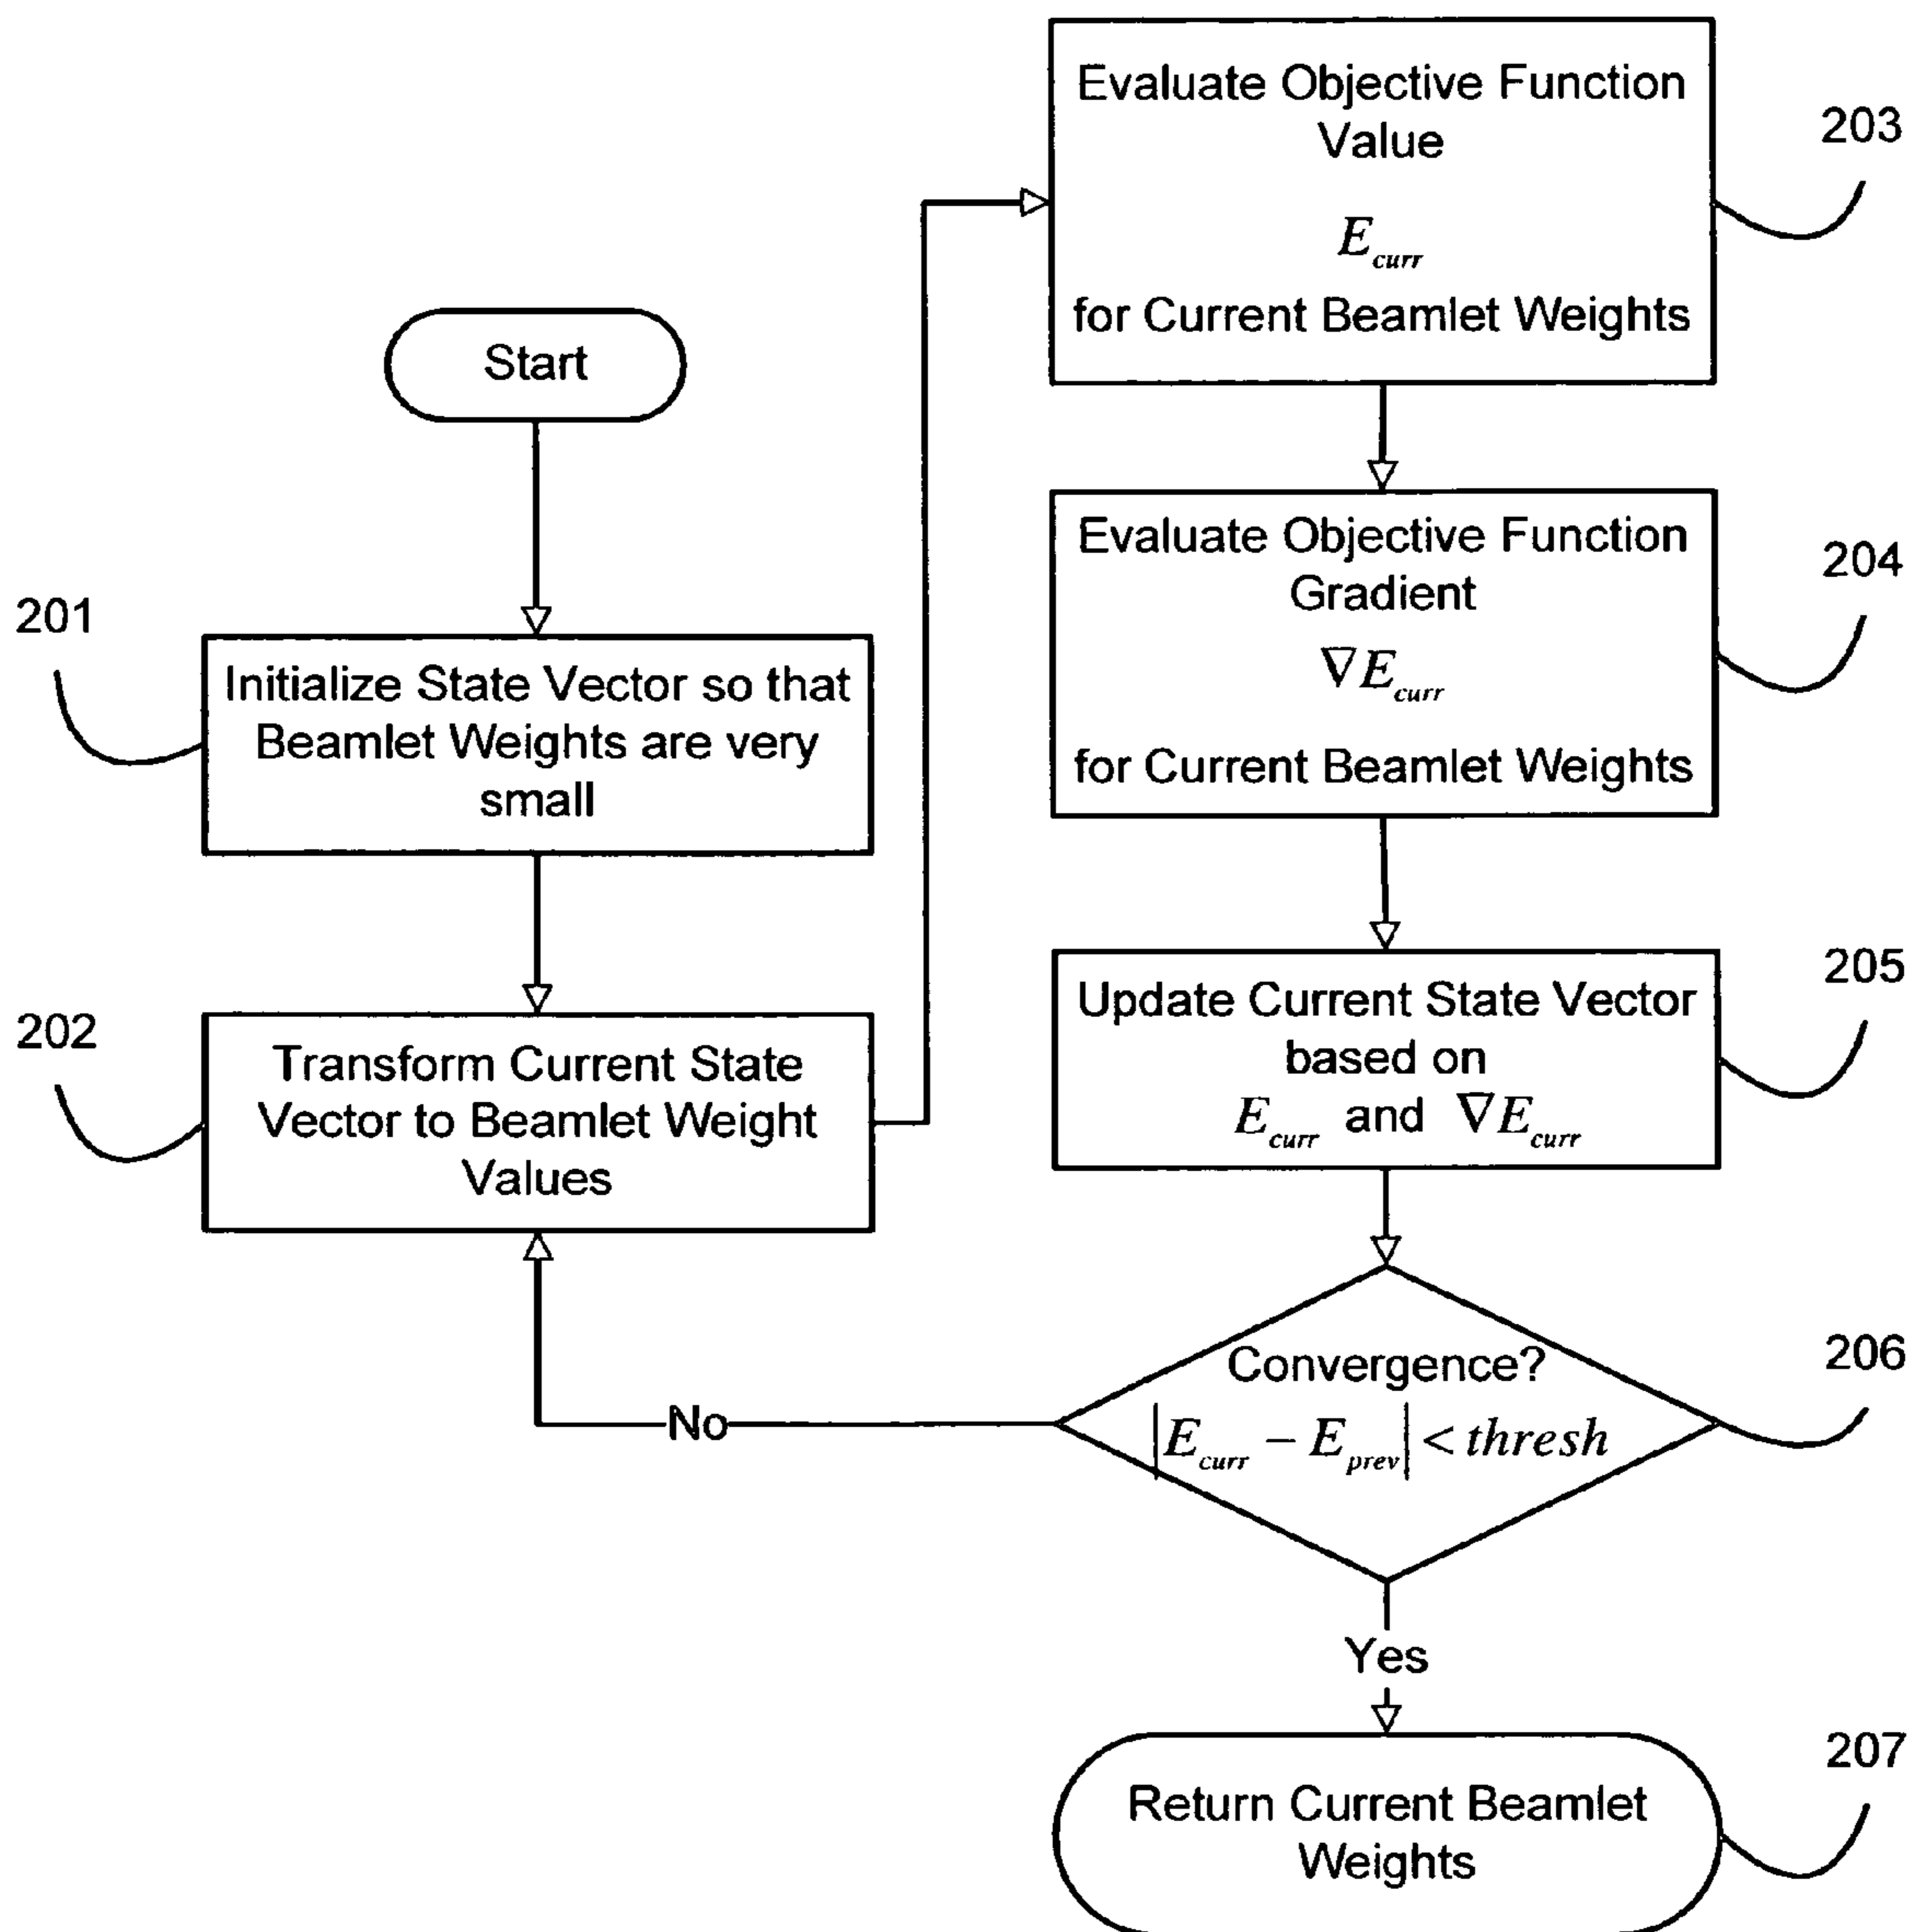 Start
201
Initialize State Vector so that
Beamlet Weights are very
small
202
Transform Current State
Vector to Beamlet Weight
Values
203
Evaluate Objective Function
Value
E_curr
for Current Beamlet Weights
204
Evaluate Objective Function
Gradient
∇E_curr
for Current Beamlet Weights
205
Update Current State Vector
based on
E_curr and ∇E_curr
206
Convergence?
|E_curr − E_prev| < thresh
No
Yes
207
Return Current Beamlet
Weights